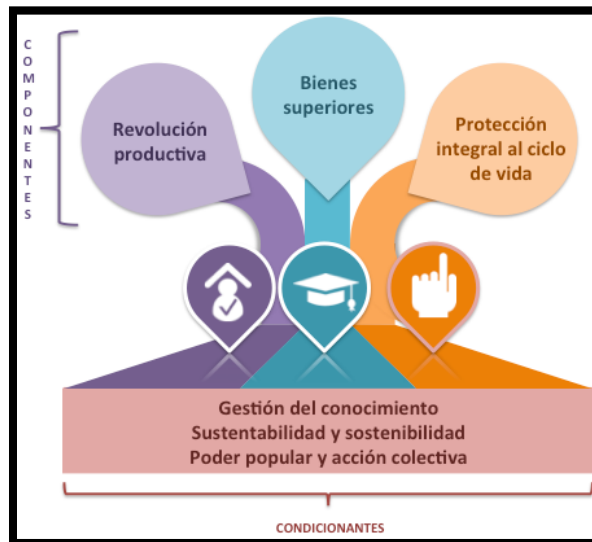 COMPONENTES
Revolución
productiva
Bienes
superiores
Protección
integral al ciclo
de vida
Gestión del conocimiento
Sustentabilidad y sostenibilidad
Poder popular y acción colectiva
CONDICIONANTES